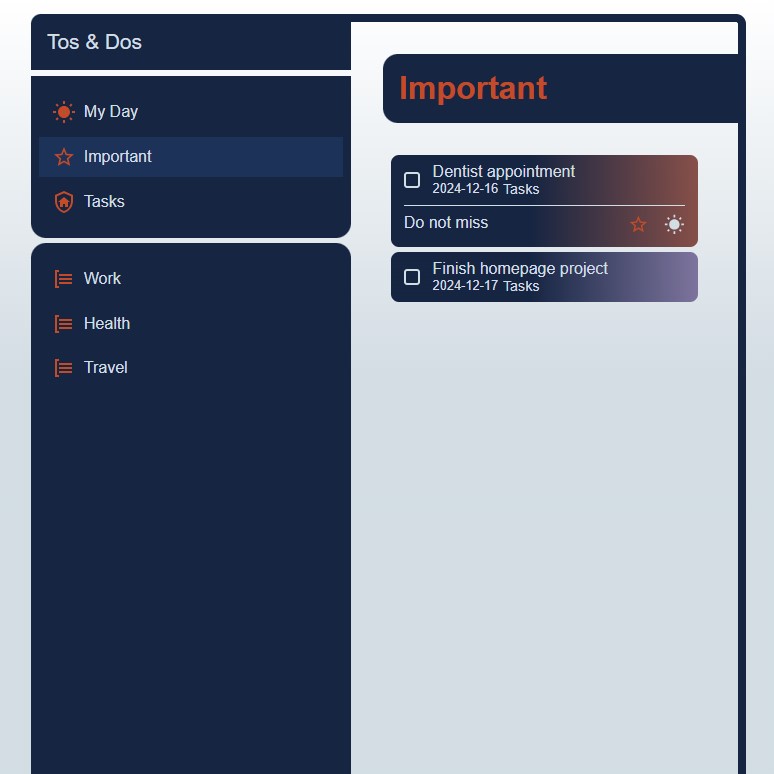 Tos & Dos
My Day
Important
Tasks
Work
Health
Travel
Important
Dentist appointment
2024-12-16 Tasks
Do not miss
Finish homepage project
2024-12-17 Tasks